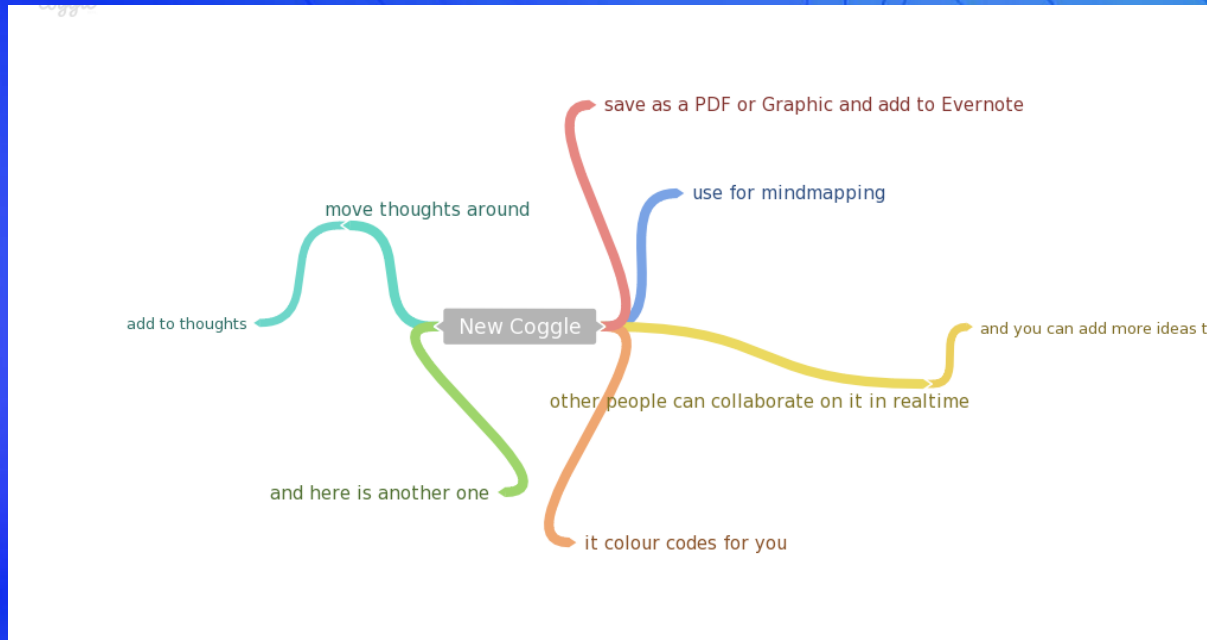 save as a PDF or Graphic and add to Evernote
use for mindmapping
move thoughts around
add to thoughts
New Coggle
and you can add more ideas
other people can collaborate on it in realtime
and here is another one
it colour codes for you